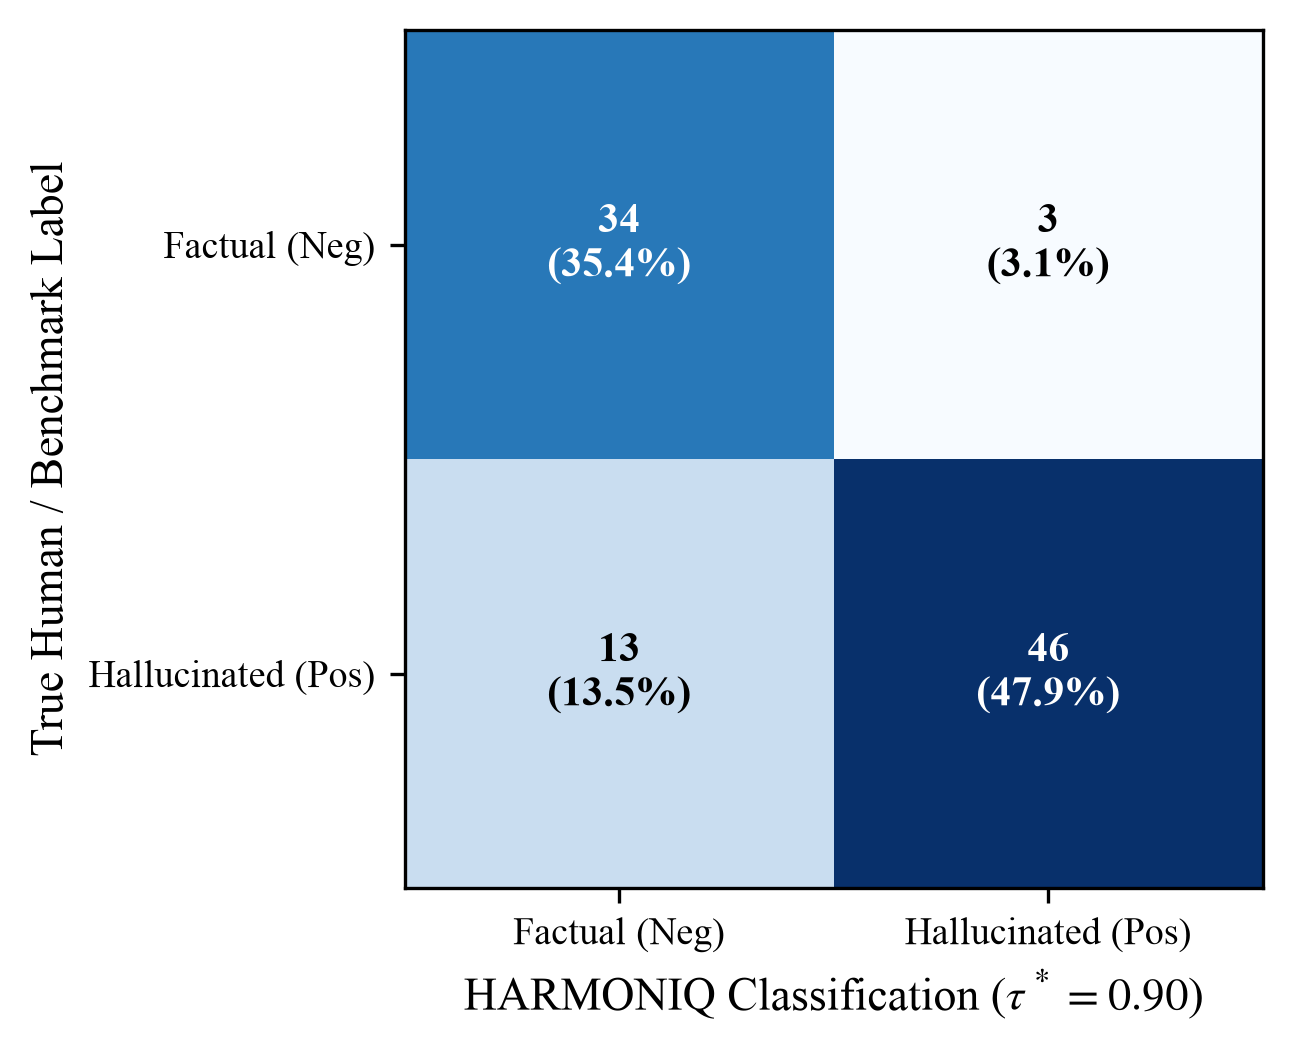 True Human / Benchmark Label
Factual (Neg)
34
(35.4%)
3
(3.1%)
Hallucinated (Pos)
13
(13.5%)
46
(47.9%)
Factual (Neg)
Hallucinated (Pos)
HARMONIQ Classification (τ* = 0.90)